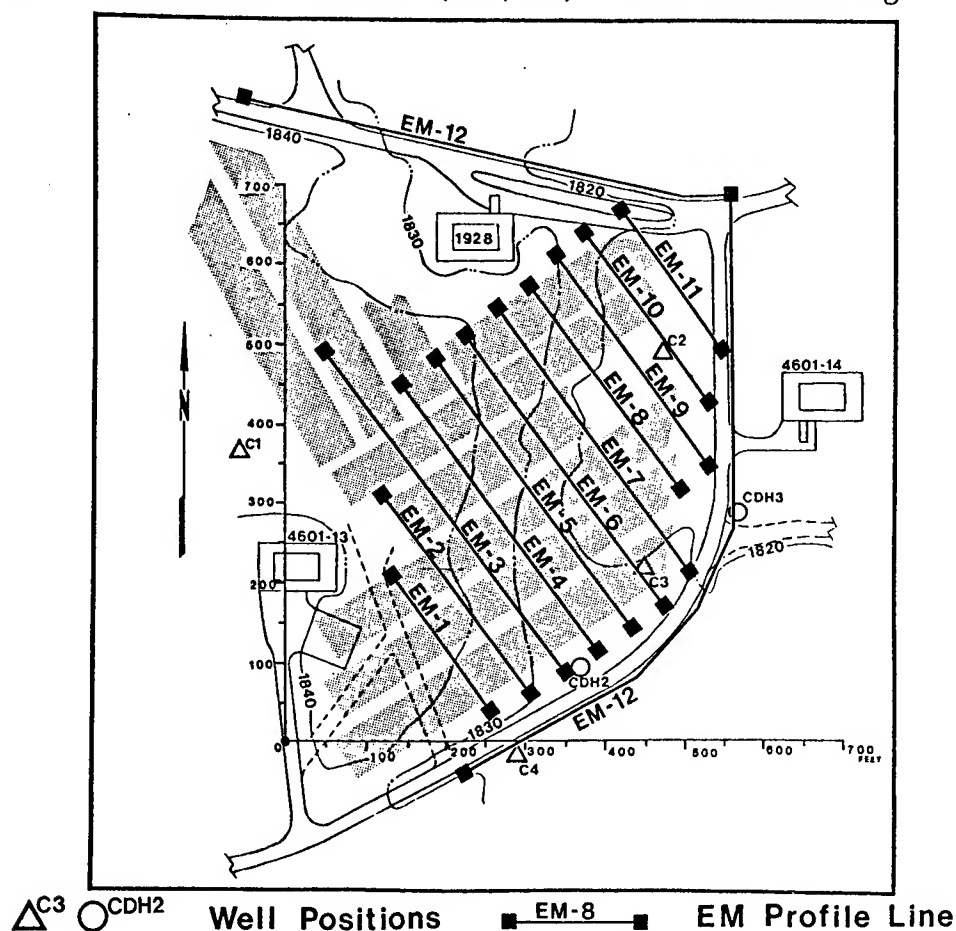 EM-12
1840
700
1820
1830
1928
600
EM-11
EM-10
500
C2
4601-14
EM-9
N
400
EM-8
C1
EM-7
300
CDH3
EM-6
4601-13
EM-2
EM-5
1820
EM-3
200
C3
EM-4
EM-1
100
CDH2
1840
EM-12
1830
0
100
200
300
400
500
600
700
FEET
C4
C3 CDH2 Well Positions EM-8 EM Profile Line